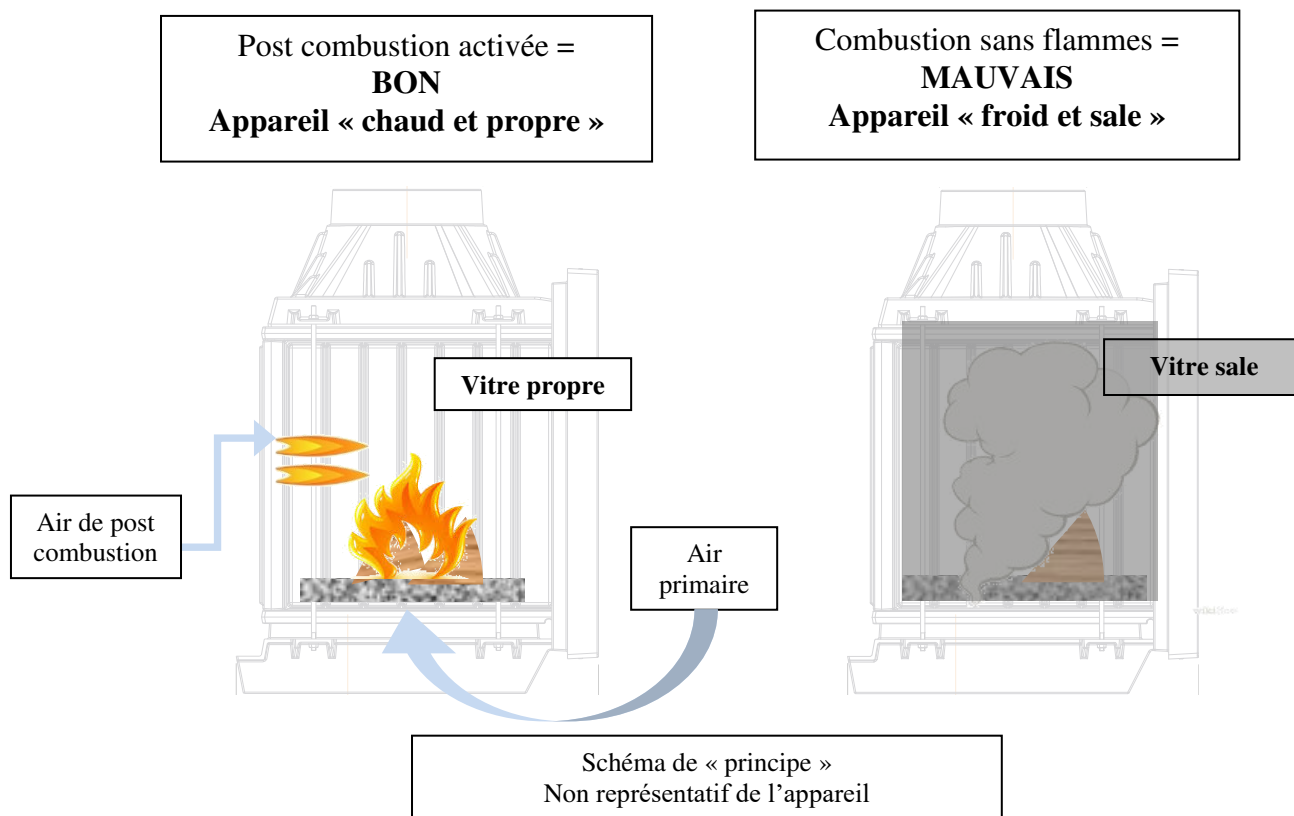 Post combustion activée =
BON
Appareil « chaud et propre »
Combustion sans flammes =
MAUVAIS
Appareil « froid et sale »
Vitre propre
Vitre sale
Air de post
combustion
Air
primaire
Schéma de « principe »
Non représentatif de l’appareil